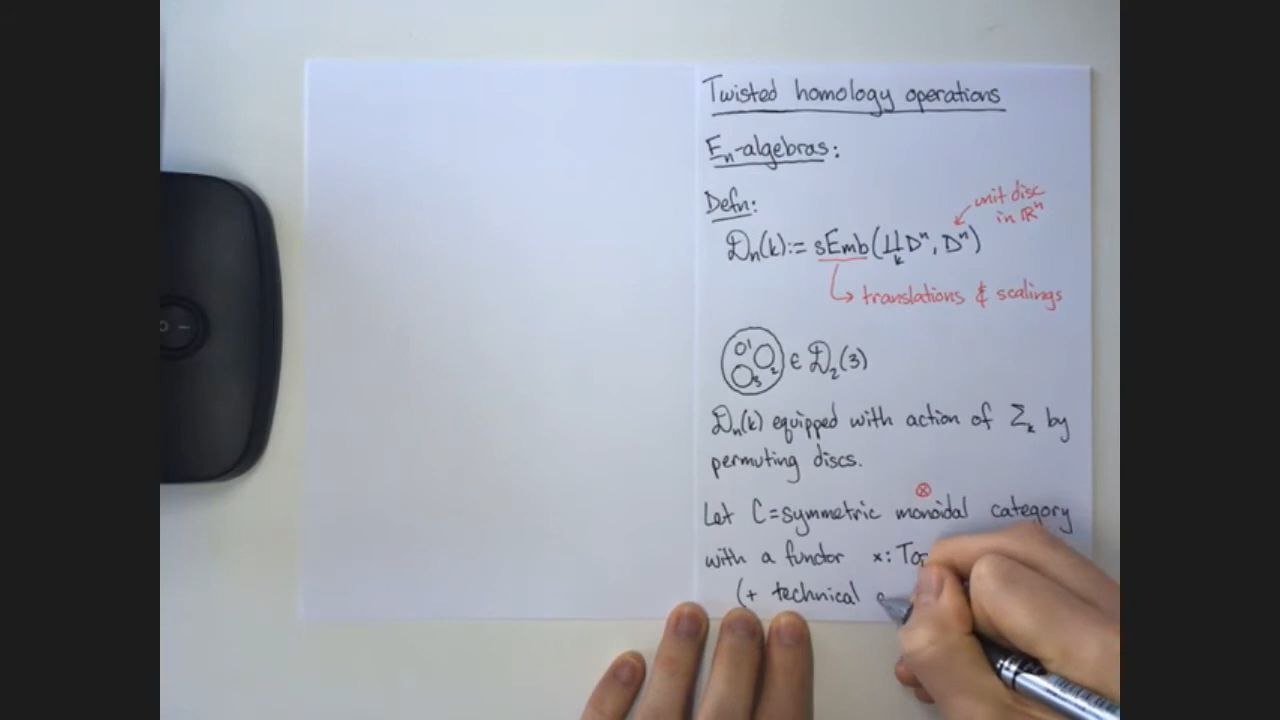 Twisted homology operations
Eₙ-algebras:
Defn:
unit disc
in ℝⁿ
𝒟ₙ(k) := sEmb(∐ₖ Dⁿ, Dⁿ)
↳ translations & scalings
1 2 3 ∈ 𝒟₂(3)
𝒟ₙ(k) equipped with action of Σₖ by
permuting discs.
⊗
Let C = symmetric monoidal category
with a functor ×: To
(+ technical